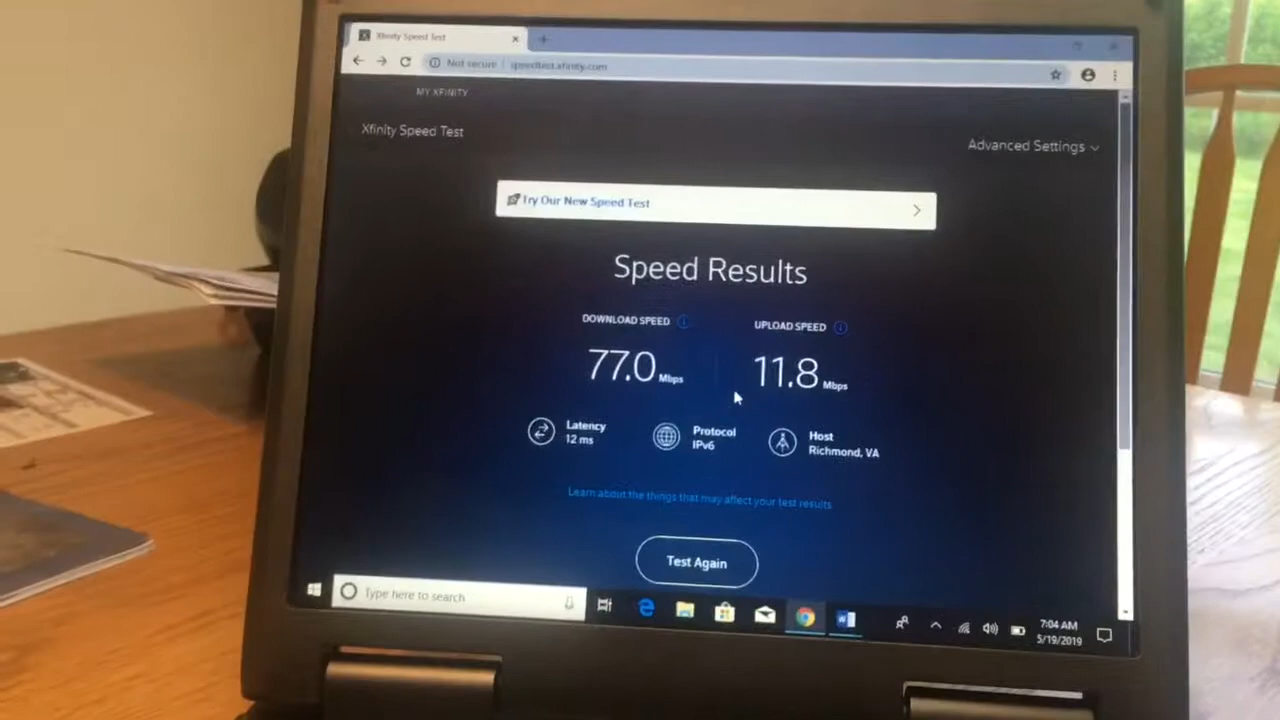 Xfinity Speed Test
Not secure | speedtest.xfinity.com
MY XFINITY
Xfinity Speed Test
Advanced Settings
Try Our New Speed Test
Speed Results
DOWNLOAD SPEED
UPLOAD SPEED
77.0 Mbps
11.8 Mbps
Latency
12 ms
Protocol
IPv6
Host
Richmond, VA
Learn about the things that may affect your test results
Test Again
Type here to search
7:04 AM
5/19/2019